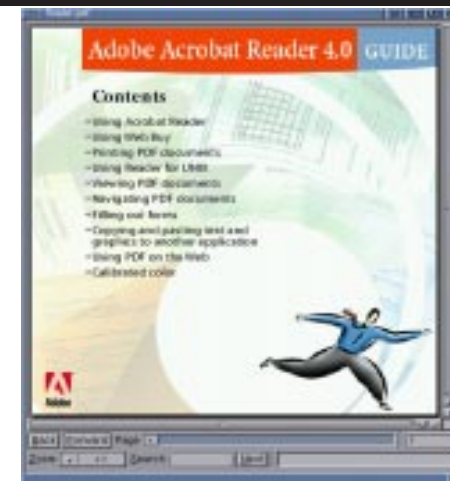 Adobe Acrobat Reader 4.0 GUIDE
Contents
Using Acrobat Reader
Using Web Buy
Printing PDF documents
Using Reader for UNIX
Viewing PDF documents
Navigating PDF documents
Filling out forms
Copying and pasting text and
graphics to another application
Using PDF on the Web
Calibrated color
Adobe
Back Forward Page
Zoom Search